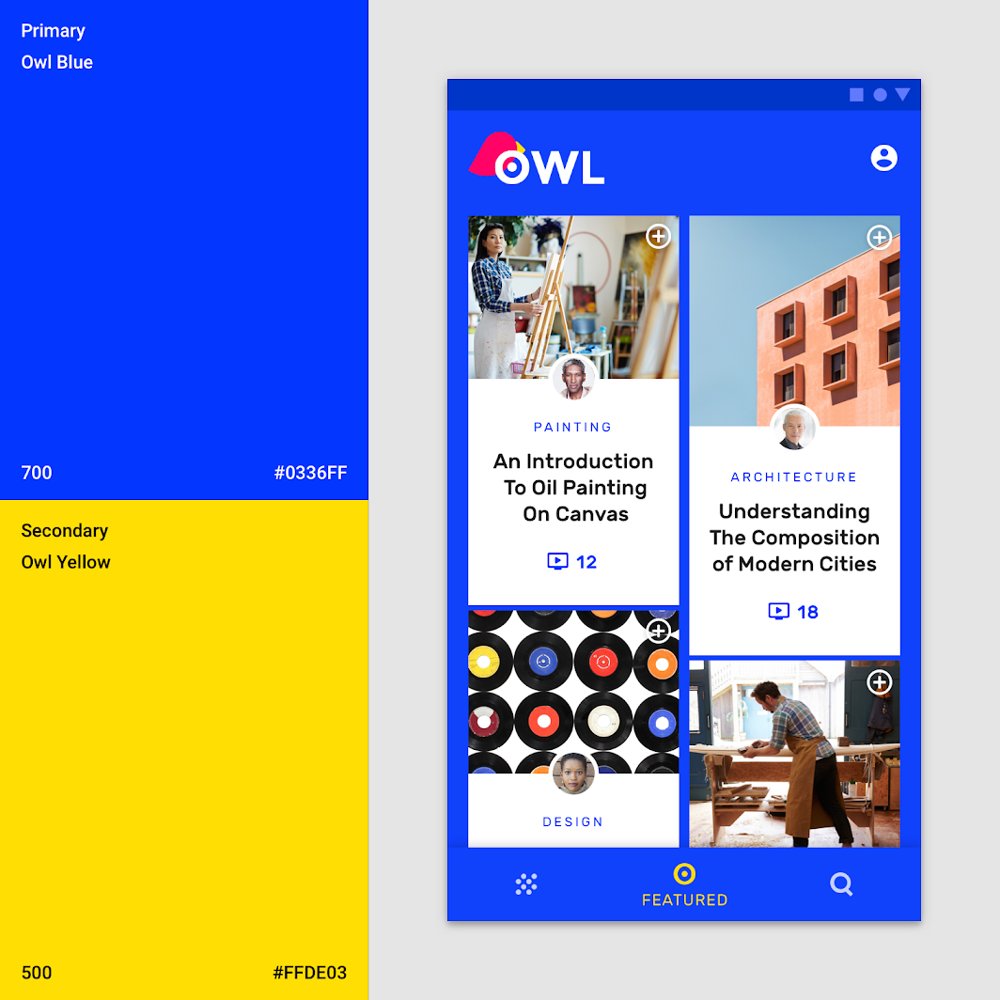 Primary
Owl Blue
700 #0336FF
Secondary
Owl Yellow
500 #FFDE03
OWL
PAINTING
An Introduction
To Oil Painting
On Canvas
12
ARCHITECTURE
Understanding
The Composition
of Modern Cities
18
DESIGN
FEATURED